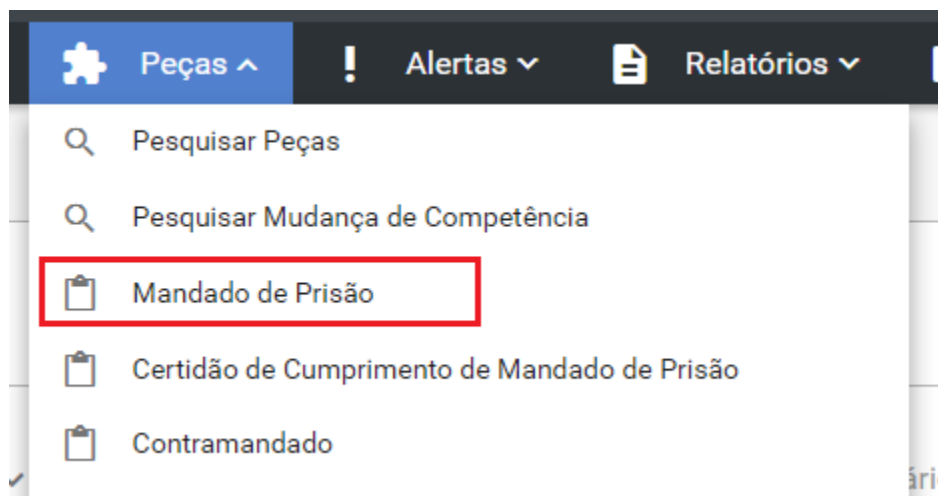 Peças Alertas Relatórios
Pesquisar Peças
Pesquisar Mudança de Competência
Mandado de Prisão
Certidão de Cumprimento de Mandado de Prisão
Contramandado